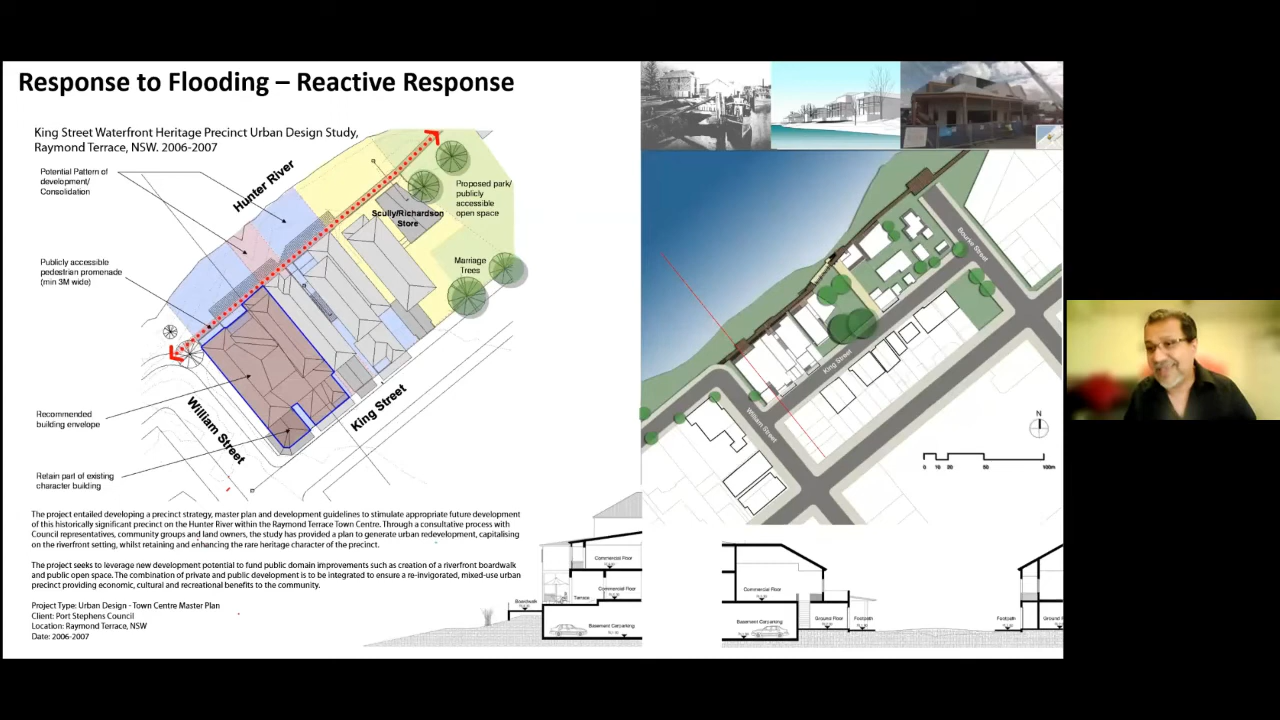 Response to Flooding – Reactive Response
King Street Waterfront Heritage Precinct Urban Design Study,
Raymond Terrace, NSW. 2006-2007
Potential Pattern of
development/
Consolidation
Hunter River
Scully/Richardson
Store
Proposed park/
publicly
accessible
open space
Publicly accessible
pedestrian promenade
(min 3M wide)
Marriage
Trees
Recommended
building envelope
William Street
King Street
Retain part of existing
character building
The project entailed developing a precinct strategy, master plan and development guidelines to stimulate appropriate future development
of this historically significant precinct on the Hunter River within the Raymond Terrace Town Centre. Through a consultative process with
Council representatives, community groups and land owners, the study has provided a plan to generate urban redevelopment, capitalising
on the riverfront setting, whilst retaining and enhancing the rare heritage character of the precinct.
The project seeks to leverage new development potential to fund public domain improvements such as creation of a riverfront boardwalk
and public open space. The combination of private and public development is to be integrated to ensure a re-invigorated, mixed-use urban
precinct providing economic, cultural and recreational benefits to the community.
Project Type: Urban Design - Town Centre Master Plan
Client: Port Stephens Council
Location: Raymond Terrace, NSW
Date: 2006-2007
Bourke Street
King Street
William Street
N
0 10 20 50 100m
Commercial Floor
Commercial Floor
Boardwalk
Terrace
Basement Carparking
Commercial Floor
Basement Carparking
Ground Floor
Footpath
Footpath
Ground F